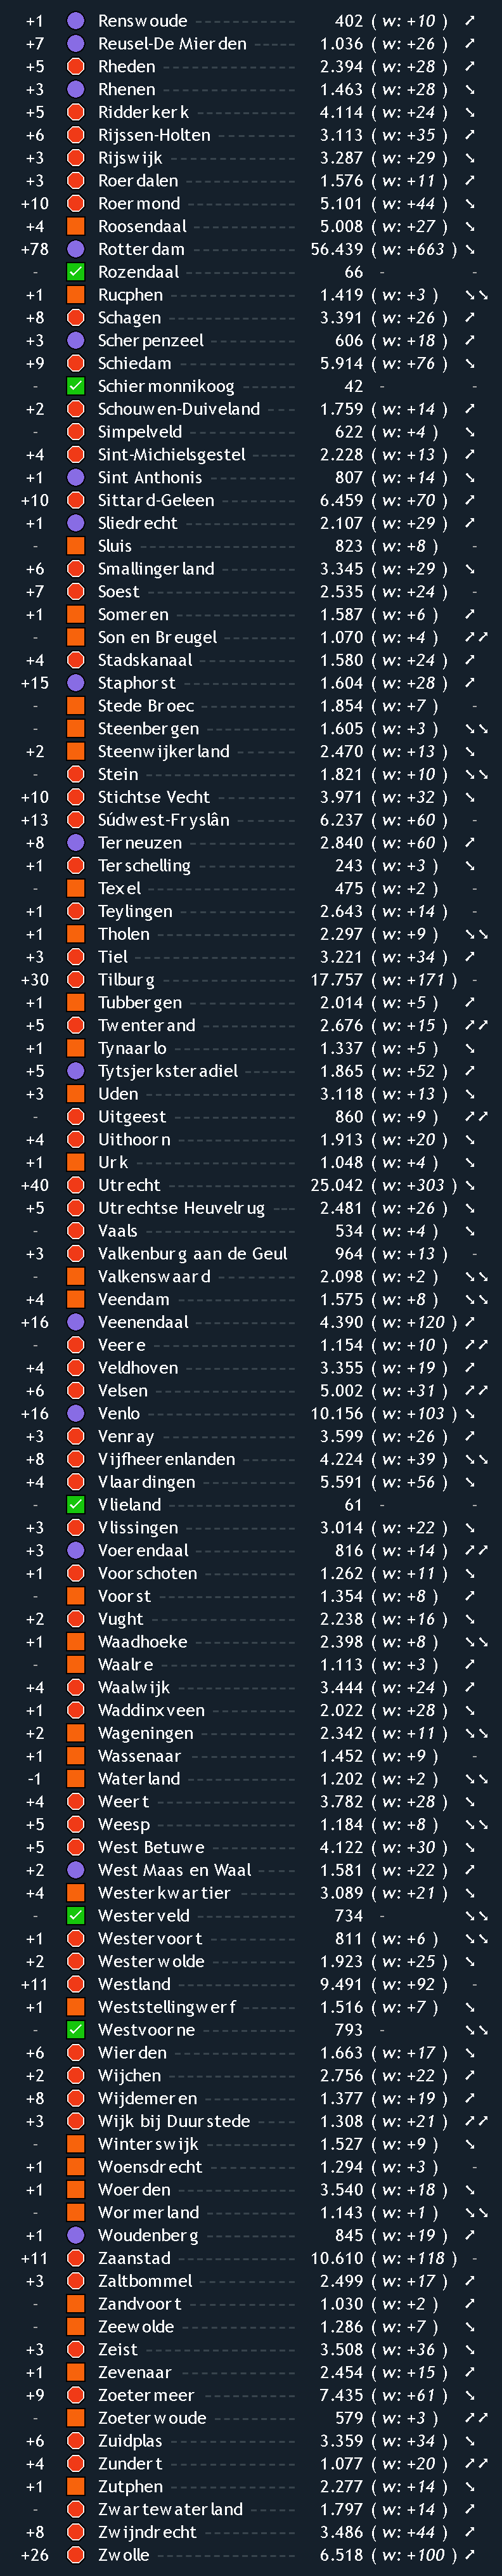 +1 Renswoude 402 ( w: +10 ) ➚
+7 Reusel-De Mierden 1.036 ( w: +26 ) ➚
+5 Rheden 2.394 ( w: +28 ) ➚
+3 Rhenen 1.463 ( w: +28 ) ➘
+5 Ridderkerk 4.114 ( w: +24 ) ➘
+6 Rijssen-Holten 3.113 ( w: +35 ) ➚
+3 Rijswijk 3.287 ( w: +29 ) ➘
+3 Roerdalen 1.576 ( w: +11 ) ➚
+10 Roermond 5.101 ( w: +44 ) ➘
+4 Roosendaal 5.008 ( w: +27 ) ➘
+78 Rotterdam 56.439 ( w: +663 ) ➘
- Rozendaal 66 - -
+1 Rucphen 1.419 ( w: +3 ) ➘➘
+8 Schagen 3.391 ( w: +26 ) ➚
+3 Scherpenzeel 606 ( w: +18 ) ➚
+9 Schiedam 5.914 ( w: +76 ) ➘
- Schiermonnikoog 42 - -
+2 Schouwen-Duiveland 1.759 ( w: +14 ) ➚
- Simpelveld 622 ( w: +4 ) ➘
+4 Sint-Michielsgestel 2.228 ( w: +13 ) ➚
+1 Sint Anthonis 807 ( w: +14 ) ➘
+10 Sittard-Geleen 6.459 ( w: +70 ) ➚
+1 Sliedrecht 2.107 ( w: +29 ) ➚
- Sluis 823 ( w: +8 ) -
+6 Smallingerland 3.345 ( w: +29 ) ➘
+7 Soest 2.535 ( w: +24 ) -
+1 Someren 1.587 ( w: +6 ) ➚
- Son en Breugel 1.070 ( w: +4 ) ➚➚
+4 Stadskanaal 1.580 ( w: +24 ) ➚
+15 Staphorst 1.604 ( w: +28 ) ➚
- Stede Broec 1.854 ( w: +7 ) -
- Steenbergen 1.605 ( w: +3 ) ➘➘
+2 Steenwijkerland 2.470 ( w: +13 ) ➘
- Stein 1.821 ( w: +10 ) ➘➘
+10 Stichtse Vecht 3.971 ( w: +32 ) ➘
+13 Súdwest-Fryslân 6.237 ( w: +60 ) -
+8 Terneuzen 2.840 ( w: +60 ) ➚
+1 Terschelling 243 ( w: +3 ) ➘
- Texel 475 ( w: +2 ) -
+1 Teylingen 2.643 ( w: +14 ) -
+1 Tholen 2.297 ( w: +9 ) ➘➘
+3 Tiel 3.221 ( w: +34 ) ➚
+30 Tilburg 17.757 ( w: +171 ) -
+1 Tubbergen 2.014 ( w: +5 ) ➚
+5 Twenterand 2.676 ( w: +15 ) ➚➚
+1 Tynaarlo 1.337 ( w: +5 ) ➘
+5 Tytsjerksteradiel 1.865 ( w: +52 ) ➚
+3 Uden 3.118 ( w: +13 ) ➘
- Uitgeest 860 ( w: +9 ) ➚➚
+4 Uithoorn 1.913 ( w: +20 ) ➘
+1 Urk 1.048 ( w: +4 ) ➘
+40 Utrecht 25.042 ( w: +303 ) ➘
+5 Utrechtse Heuvelrug 2.481 ( w: +26 ) ➘
- Vaals 534 ( w: +4 ) ➘
+3 Valkenburg aan de Geul 964 ( w: +13 ) -
- Valkenswaard 2.098 ( w: +2 ) ➘➘
+4 Veendam 1.575 ( w: +8 ) ➘➘
+16 Veenendaal 4.390 ( w: +120 ) ➚
- Veere 1.154 ( w: +10 ) ➚➚
+4 Veldhoven 3.355 ( w: +19 ) ➚
+6 Velsen 5.002 ( w: +31 ) ➚➚
+16 Venlo 10.156 ( w: +103 ) ➘
+3 Venray 3.599 ( w: +26 ) ➚
+8 Vijfheerenlanden 4.224 ( w: +39 ) ➘➘
+4 Vlaardingen 5.591 ( w: +56 ) ➘
- Vlieland 61 - -
+3 Vlissingen 3.014 ( w: +22 ) ➘
+3 Voerendaal 816 ( w: +14 ) ➚➚
+1 Voorschoten 1.262 ( w: +11 ) ➘
- Voorst 1.354 ( w: +8 ) ➚
+2 Vught 2.238 ( w: +16 ) ➘
+1 Waadhoeke 2.398 ( w: +8 ) ➘➘
- Waalre 1.113 ( w: +3 ) ➚
+4 Waalwijk 3.444 ( w: +24 ) ➚
+1 Waddinxveen 2.022 ( w: +28 ) ➘
+2 Wageningen 2.342 ( w: +11 ) ➘➘
+1 Wassenaar 1.452 ( w: +9 ) -
-1 Waterland 1.202 ( w: +2 ) ➘➘
+4 Weert 3.782 ( w: +28 ) ➘
+5 Weesp 1.184 ( w: +8 ) ➘➘
+5 West Betuwe 4.122 ( w: +30 ) ➘
+2 West Maas en Waal 1.581 ( w: +22 ) ➚
+4 Westerkwartier 3.089 ( w: +21 ) ➘
- Westerveld 734 - ➘➘
+1 Westervoort 811 ( w: +6 ) ➘➘
+2 Westerwolde 1.923 ( w: +25 ) ➘
+11 Westland 9.491 ( w: +92 ) -
+1 Weststellingwerf 1.516 ( w: +7 ) ➘
- Westvoorne 793 - ➘➘
+6 Wierden 1.663 ( w: +17 ) ➘
+2 Wijchen 2.756 ( w: +22 ) ➚
+8 Wijdemeren 1.377 ( w: +19 ) ➚
+3 Wijk bij Duurstede 1.308 ( w: +21 ) ➚➚
- Winterswijk 1.527 ( w: +9 ) ➘
+1 Woensdrecht 1.294 ( w: +3 ) -
+1 Woerden 3.540 ( w: +18 ) ➘
- Wormerland 1.143 ( w: +1 ) ➘➘
+1 Woudenberg 845 ( w: +19 ) ➚
+11 Zaanstad 10.610 ( w: +118 ) -
+3 Zaltbommel 2.499 ( w: +17 ) ➚
- Zandvoort 1.030 ( w: +2 ) ➚
- Zeewolde 1.286 ( w: +7 ) ➘
+3 Zeist 3.508 ( w: +36 ) ➘
+1 Zevenaar 2.454 ( w: +15 ) ➚
+9 Zoetermeer 7.435 ( w: +61 ) ➘
- Zoeterwoude 579 ( w: +3 ) ➚➚
+6 Zuidplas 3.359 ( w: +34 ) ➘
+4 Zundert 1.077 ( w: +20 ) ➚➚
+1 Zutphen 2.277 ( w: +14 ) ➘
- Zwartewaterland 1.797 ( w: +14 ) ➚
+8 Zwijndrecht 3.486 ( w: +44 ) ➚
+26 Zwolle 6.518 ( w: +100 ) ➚